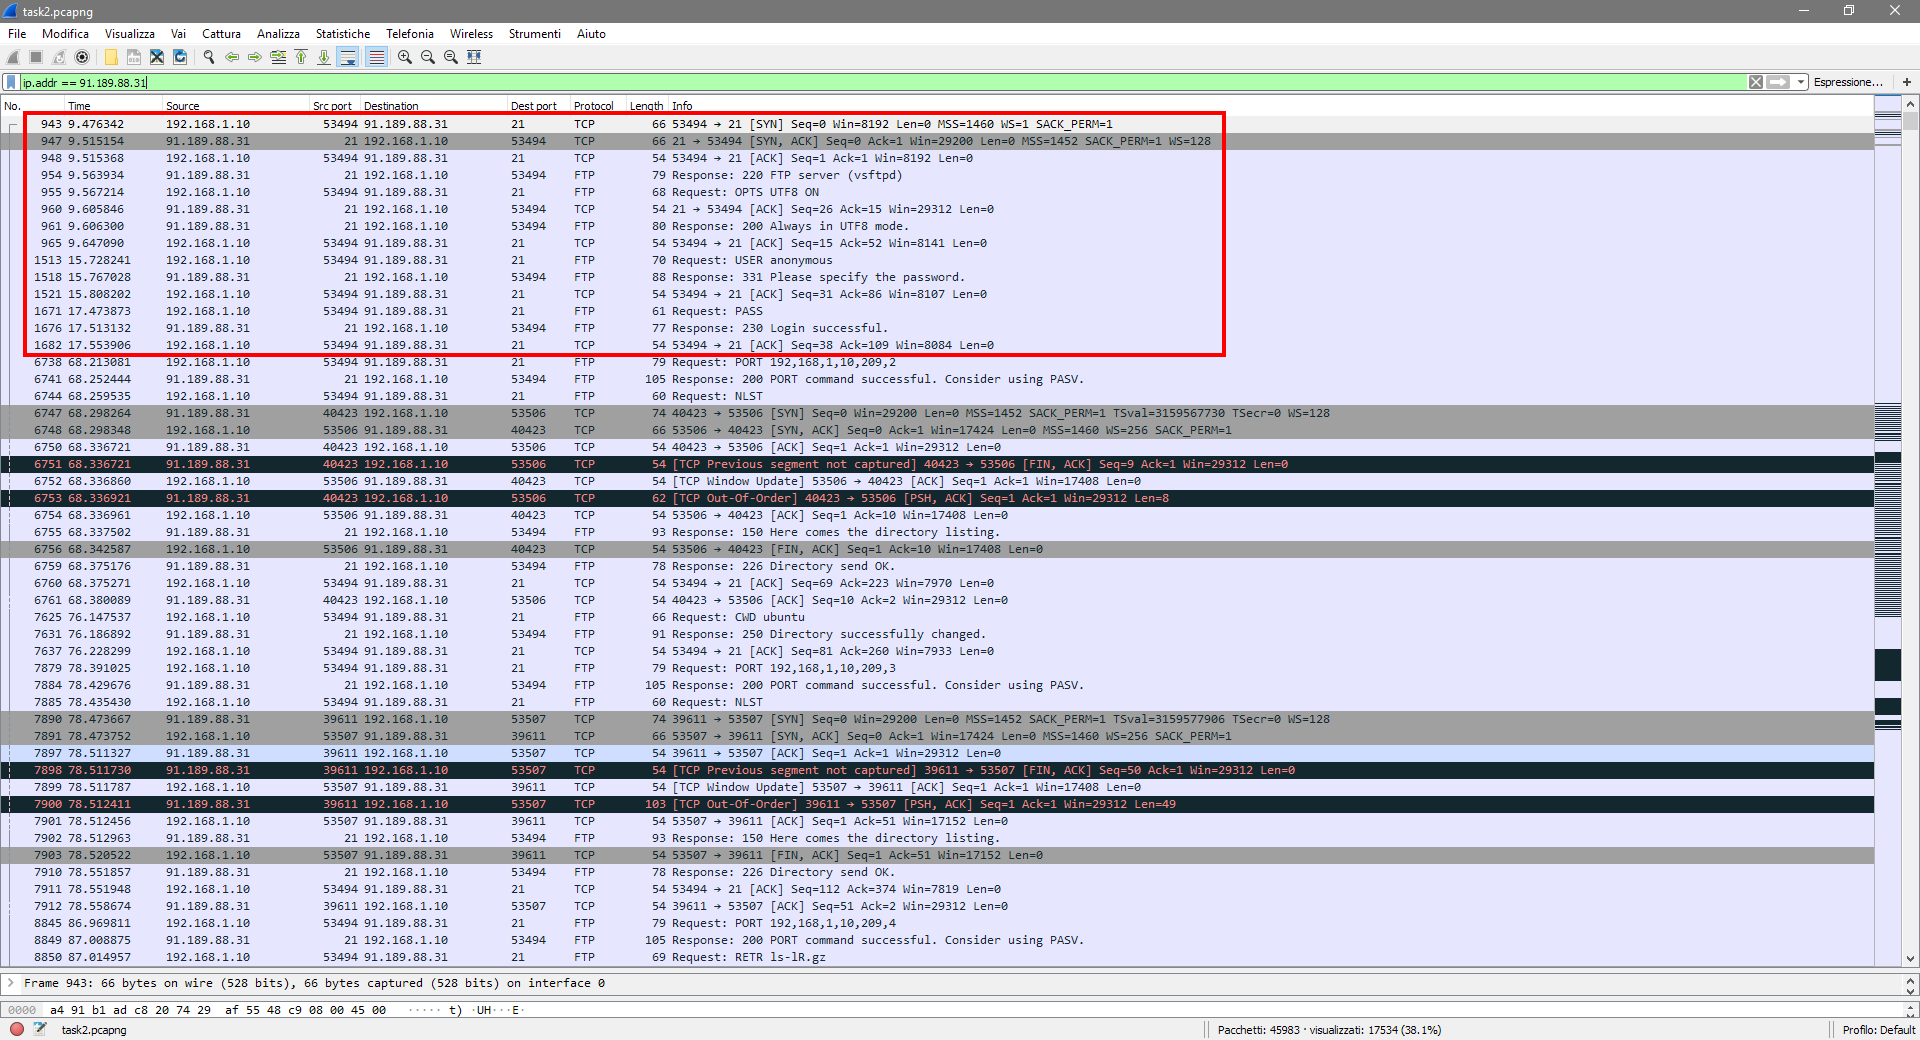 task2.pcapng
File Modifica Visualizza Vai Cattura Analizza Statistiche Telefonia Wireless Strumenti Aiuto
ip.addr == 91.189.88.31 Espressione… +
No. Time Source Src port Destination Dest port Protocol Length Info
943 9.476342 192.168.1.10 53494 91.189.88.31 21 TCP 66 53494 → 21 [SYN] Seq=0 Win=8192 Len=0 MSS=1460 WS=1 SACK_PERM=1
947 9.515154 91.189.88.31 21 192.168.1.10 53494 TCP 66 21 → 53494 [SYN, ACK] Seq=0 Ack=1 Win=29200 Len=0 MSS=1452 SACK_PERM=1 WS=128
948 9.515368 192.168.1.10 53494 91.189.88.31 21 TCP 54 53494 → 21 [ACK] Seq=1 Ack=1 Win=8192 Len=0
954 9.563934 91.189.88.31 21 192.168.1.10 53494 TCP 79 Response: 220 FTP server (vsftpd)
955 9.567214 192.168.1.10 53494 91.189.88.31 21 TCP 68 Request: OPTS UTF8 ON
960 9.605846 91.189.88.31 21 192.168.1.10 53494 TCP 54 21 → 53494 [ACK] Seq=26 Ack=15 Win=29312 Len=0
961 9.606300 91.189.88.31 21 192.168.1.10 53494 FTP 80 Response: 200 Always in UTF8 mode.
965 9.647090 192.168.1.10 53494 91.189.88.31 21 TCP 54 53494 → 21 [ACK] Seq=15 Ack=52 Win=8141 Len=0
1513 15.728241 192.168.1.10 53494 91.189.88.31 21 FTP 70 Request: USER anonymous
1518 15.767028 91.189.88.31 21 192.168.1.10 53494 FTP 88 Response: 331 Please specify the password.
1521 15.808202 192.168.1.10 53494 91.189.88.31 21 TCP 54 53494 → 21 [ACK] Seq=31 Ack=86 Win=8107 Len=0
1671 17.473873 192.168.1.10 53494 91.189.88.31 21 FTP 61 Request: PASS
1676 17.513132 91.189.88.31 21 192.168.1.10 53494 FTP 77 Response: 230 Login successful.
1682 17.553906 192.168.1.10 53494 91.189.88.31 21 TCP 54 53494 → 21 [ACK] Seq=38 Ack=109 Win=8084 Len=0
6738 68.213081 192.168.1.10 53494 91.189.88.31 21 FTP 79 Request: PORT 192,168,1,10,209,2
6741 68.252444 91.189.88.31 21 192.168.1.10 53494 FTP 105 Response: 200 PORT command successful. Consider using PASV.
6744 68.259535 192.168.1.10 53494 91.189.88.31 21 FTP 60 Request: NLST
6747 68.298264 91.189.88.31 40423 192.168.1.10 53506 TCP 74 40423 → 53506 [SYN] Seq=0 Win=29200 Len=0 MSS=1452 SACK_PERM=1 TSval=3159567730 TSecr=0 WS=128
6748 68.298348 192.168.1.10 53506 91.189.88.31 40423 TCP 66 53506 → 40423 [SYN, ACK] Seq=0 Ack=1 Win=17424 Len=0 MSS=1460 WS=256 SACK_PERM=1
6750 68.336721 91.189.88.31 40423 192.168.1.10 53506 TCP 54 40423 → 53506 [ACK] Seq=1 Ack=1 Win=29312 Len=0
6751 68.336721 91.189.88.31 40423 192.168.1.10 53506 TCP 54 [TCP Previous segment not captured] 40423 → 53506 [FIN, ACK] Seq=9 Ack=1 Win=29312 Len=0
6752 68.336860 192.168.1.10 53506 91.189.88.31 40423 TCP 54 [TCP Window Update] 53506 → 40423 [ACK] Seq=1 Ack=1 Win=17408 Len=0
6753 68.336921 91.189.88.31 40423 192.168.1.10 53506 TCP 62 [TCP Out-Of-Order] 40423 → 53506 [PSH, ACK] Seq=1 Ack=1 Win=29312 Len=8
6754 68.336961 192.168.1.10 53506 91.189.88.31 40423 TCP 54 53506 → 40423 [ACK] Seq=1 Ack=10 Win=17408 Len=0
6755 68.337502 91.189.88.31 21 192.168.1.10 53494 FTP 93 Response: 150 Here comes the directory listing.
6756 68.342587 192.168.1.10 53506 91.189.88.31 40423 TCP 54 53506 → 40423 [FIN, ACK] Seq=1 Ack=10 Win=17408 Len=0
6759 68.375176 91.189.88.31 21 192.168.1.10 53494 FTP 78 Response: 226 Directory send OK.
6760 68.375271 192.168.1.10 53494 91.189.88.31 21 TCP 54 53494 → 21 [ACK] Seq=69 Ack=223 Win=7970 Len=0
6761 68.380089 91.189.88.31 40423 192.168.1.10 53506 TCP 54 40423 → 53506 [ACK] Seq=10 Ack=2 Win=29312 Len=0
7625 76.147537 192.168.1.10 53494 91.189.88.31 21 FTP 66 Request: CWD ubuntu
7631 76.186892 91.189.88.31 21 192.168.1.10 53494 FTP 91 Response: 250 Directory successfully changed.
7637 76.228299 192.168.1.10 53494 91.189.88.31 21 TCP 54 53494 → 21 [ACK] Seq=81 Ack=260 Win=7933 Len=0
7879 78.391025 192.168.1.10 53494 91.189.88.31 21 FTP 79 Request: PORT 192,168,1,10,209,3
7884 78.429676 91.189.88.31 21 192.168.1.10 53494 FTP 105 Response: 200 PORT command successful. Consider using PASV.
7885 78.435430 192.168.1.10 53494 91.189.88.31 21 FTP 60 Request: NLST
7890 78.473667 91.189.88.31 39611 192.168.1.10 53507 TCP 74 39611 → 53507 [SYN] Seq=0 Win=29200 Len=0 MSS=1452 SACK_PERM=1 TSval=3159577906 TSecr=0 WS=128
7891 78.473752 192.168.1.10 53507 91.189.88.31 39611 TCP 66 53507 → 39611 [SYN, ACK] Seq=0 Ack=1 Win=17424 Len=0 MSS=1460 WS=256 SACK_PERM=1
7897 78.511327 91.189.88.31 39611 192.168.1.10 53507 TCP 54 39611 → 53507 [ACK] Seq=1 Ack=1 Win=29312 Len=0
7898 78.511730 91.189.88.31 39611 192.168.1.10 53507 TCP 54 [TCP Previous segment not captured] 39611 → 53507 [FIN, ACK] Seq=50 Ack=1 Win=29312 Len=0
7899 78.511787 192.168.1.10 53507 91.189.88.31 39611 TCP 54 [TCP Window Update] 53507 → 39611 [ACK] Seq=1 Ack=1 Win=17408 Len=0
7900 78.512411 91.189.88.31 39611 192.168.1.10 53507 TCP 103 [TCP Out-Of-Order] 39611 → 53507 [PSH, ACK] Seq=1 Ack=1 Win=29312 Len=49
7901 78.512456 192.168.1.10 53507 91.189.88.31 39611 TCP 54 53507 → 39611 [ACK] Seq=1 Ack=51 Win=17152 Len=0
7902 78.512963 91.189.88.31 21 192.168.1.10 53494 FTP 93 Response: 150 Here comes the directory listing.
7903 78.520522 192.168.1.10 53507 91.189.88.31 39611 TCP 54 53507 → 39611 [FIN, ACK] Seq=1 Ack=51 Win=17152 Len=0
7910 78.551857 91.189.88.31 21 192.168.1.10 53494 FTP 78 Response: 226 Directory send OK.
7911 78.551948 192.168.1.10 53494 91.189.88.31 21 TCP 54 53494 → 21 [ACK] Seq=112 Ack=374 Win=7819 Len=0
7912 78.558674 91.189.88.31 39611 192.168.1.10 53507 TCP 54 39611 → 53507 [ACK] Seq=51 Ack=2 Win=29312 Len=0
8845 86.969811 192.168.1.10 53494 91.189.88.31 21 FTP 79 Request: PORT 192,168,1,10,209,4
8849 87.008875 91.189.88.31 21 192.168.1.10 53494 FTP 105 Response: 200 PORT command successful. Consider using PASV.
8850 87.014957 192.168.1.10 53494 91.189.88.31 21 FTP 69 Request: RETR ls-lR.gz
Frame 943: 66 bytes on wire (528 bits), 66 bytes captured (528 bits) on interface 0
0000 a4 91 b1 ad c8 20 74 29 af 55 48 c9 08 00 45 00 ····· t) ·UH···E·
task2.pcapng Pacchetti: 45983 · visualizzati: 17534 (38.1%) Profilo: Default